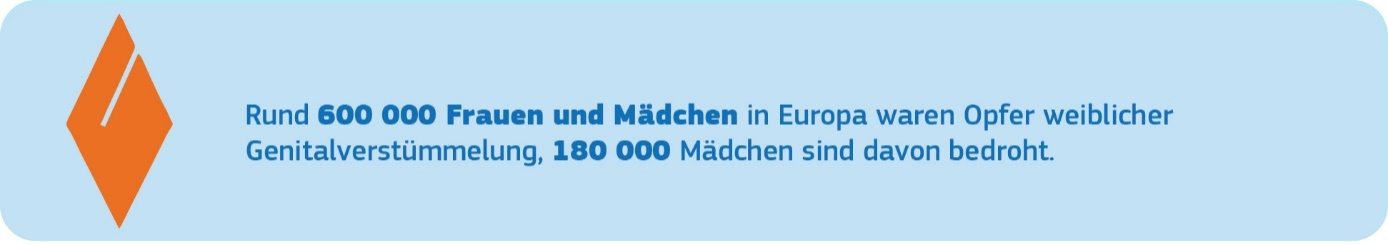 Rund 600 000 Frauen und Mädchen in Europa waren Opfer weiblicher
Genitalverstümmelung, 180 000 Mädchen sind davon bedroht.